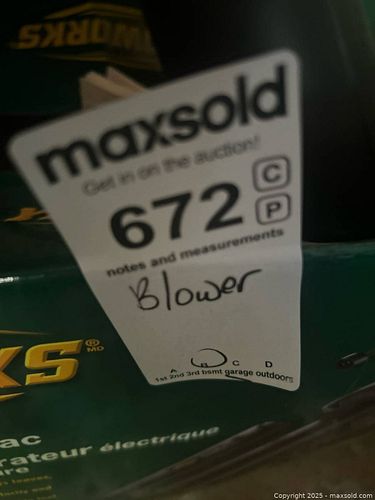 WORKS
maxsold
Get in on the auction!
672 C P
notes and measurements
Blower
A C D
1st 2nd 3rd bsmt garage outdoors
KS® MD
ac
rateur électrique
re
leaves,
Copyright 2025 - maxsold.com